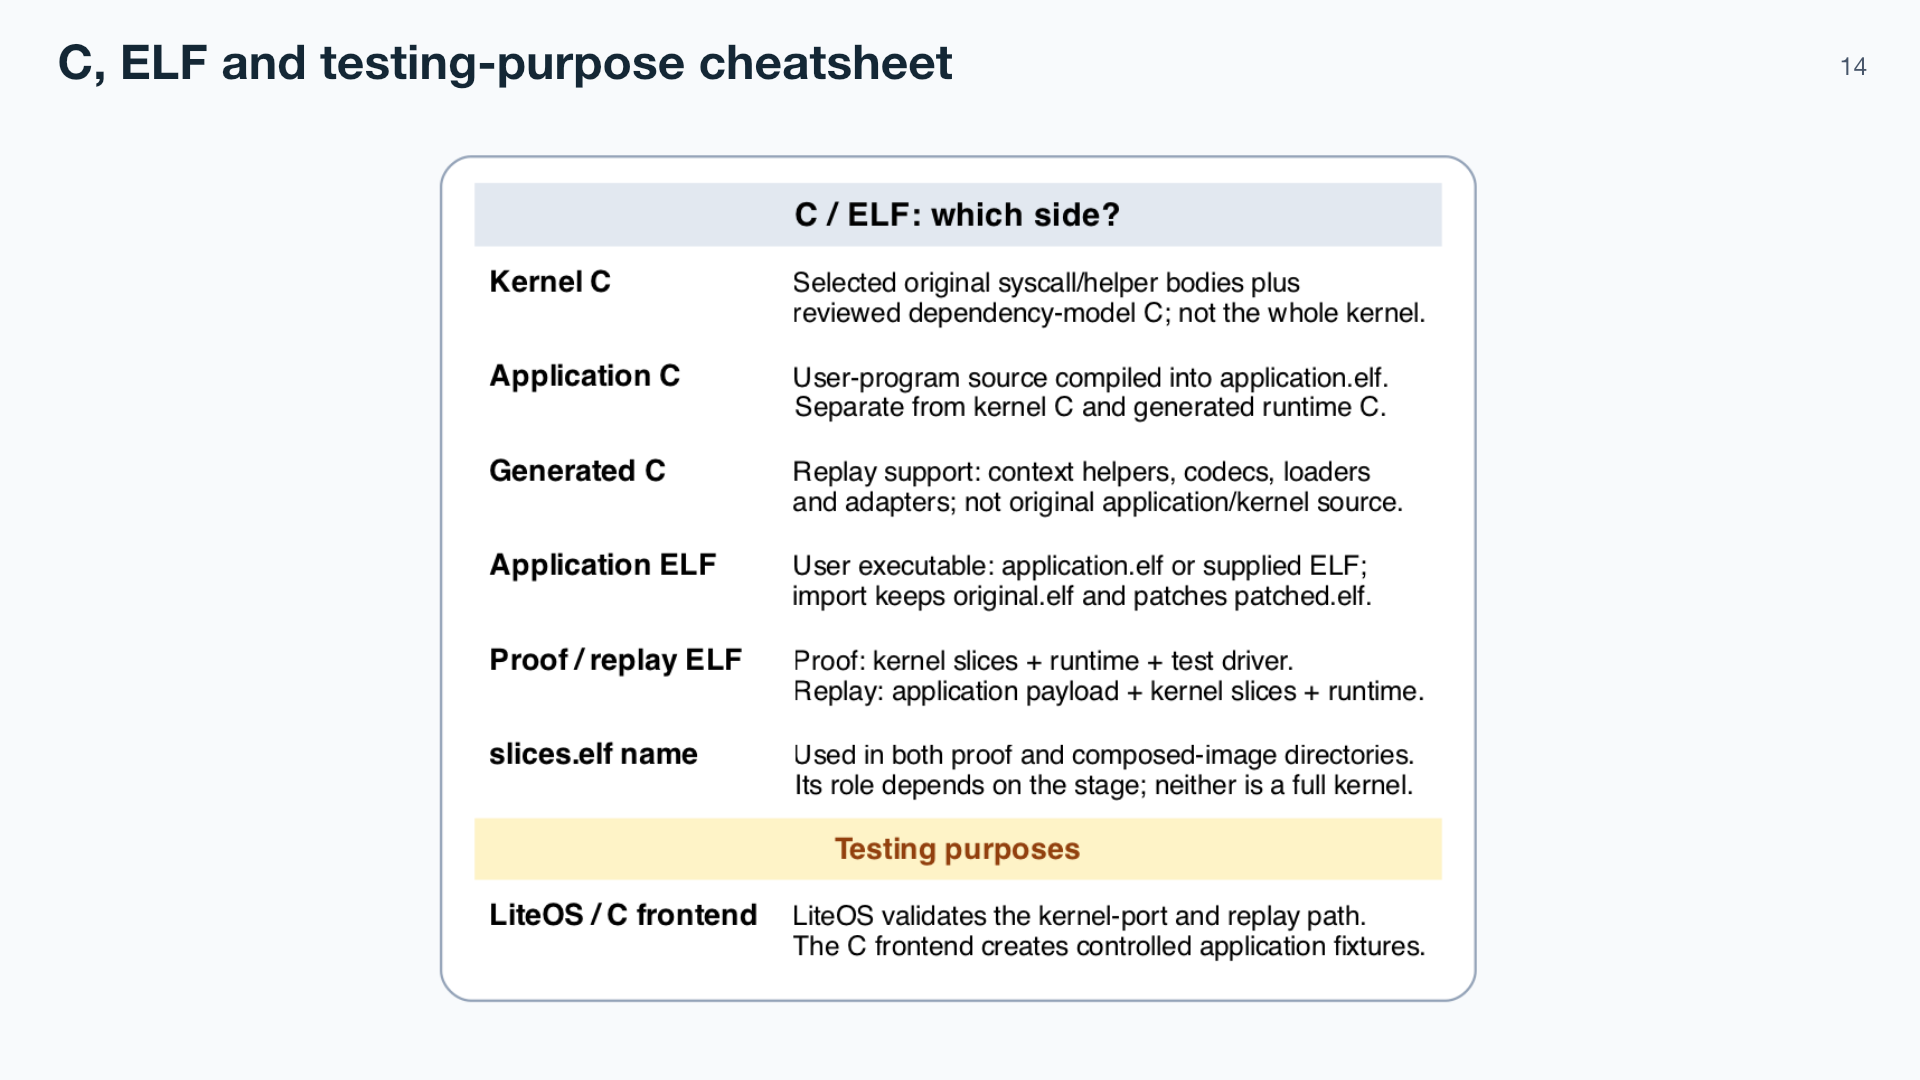 C, ELF and testing-purpose cheatsheet
14
C / ELF: which side?
Kernel C
Selected original syscall/helper bodies plus
reviewed dependency-model C; not the whole kernel.
Application C
User-program source compiled into application.elf.
Separate from kernel C and generated runtime C.
Generated C
Replay support: context helpers, codecs, loaders
and adapters; not original application/kernel source.
Application ELF
User executable: application.elf or supplied ELF;
import keeps original.elf and patches patched.elf.
Proof / replay ELF
Proof: kernel slices + runtime + test driver.
Replay: application payload + kernel slices + runtime.
slices.elf name
Used in both proof and composed-image directories.
Its role depends on the stage; neither is a full kernel.
Testing purposes
LiteOS / C frontend
LiteOS validates the kernel-port and replay path.
The C frontend creates controlled application fixtures.